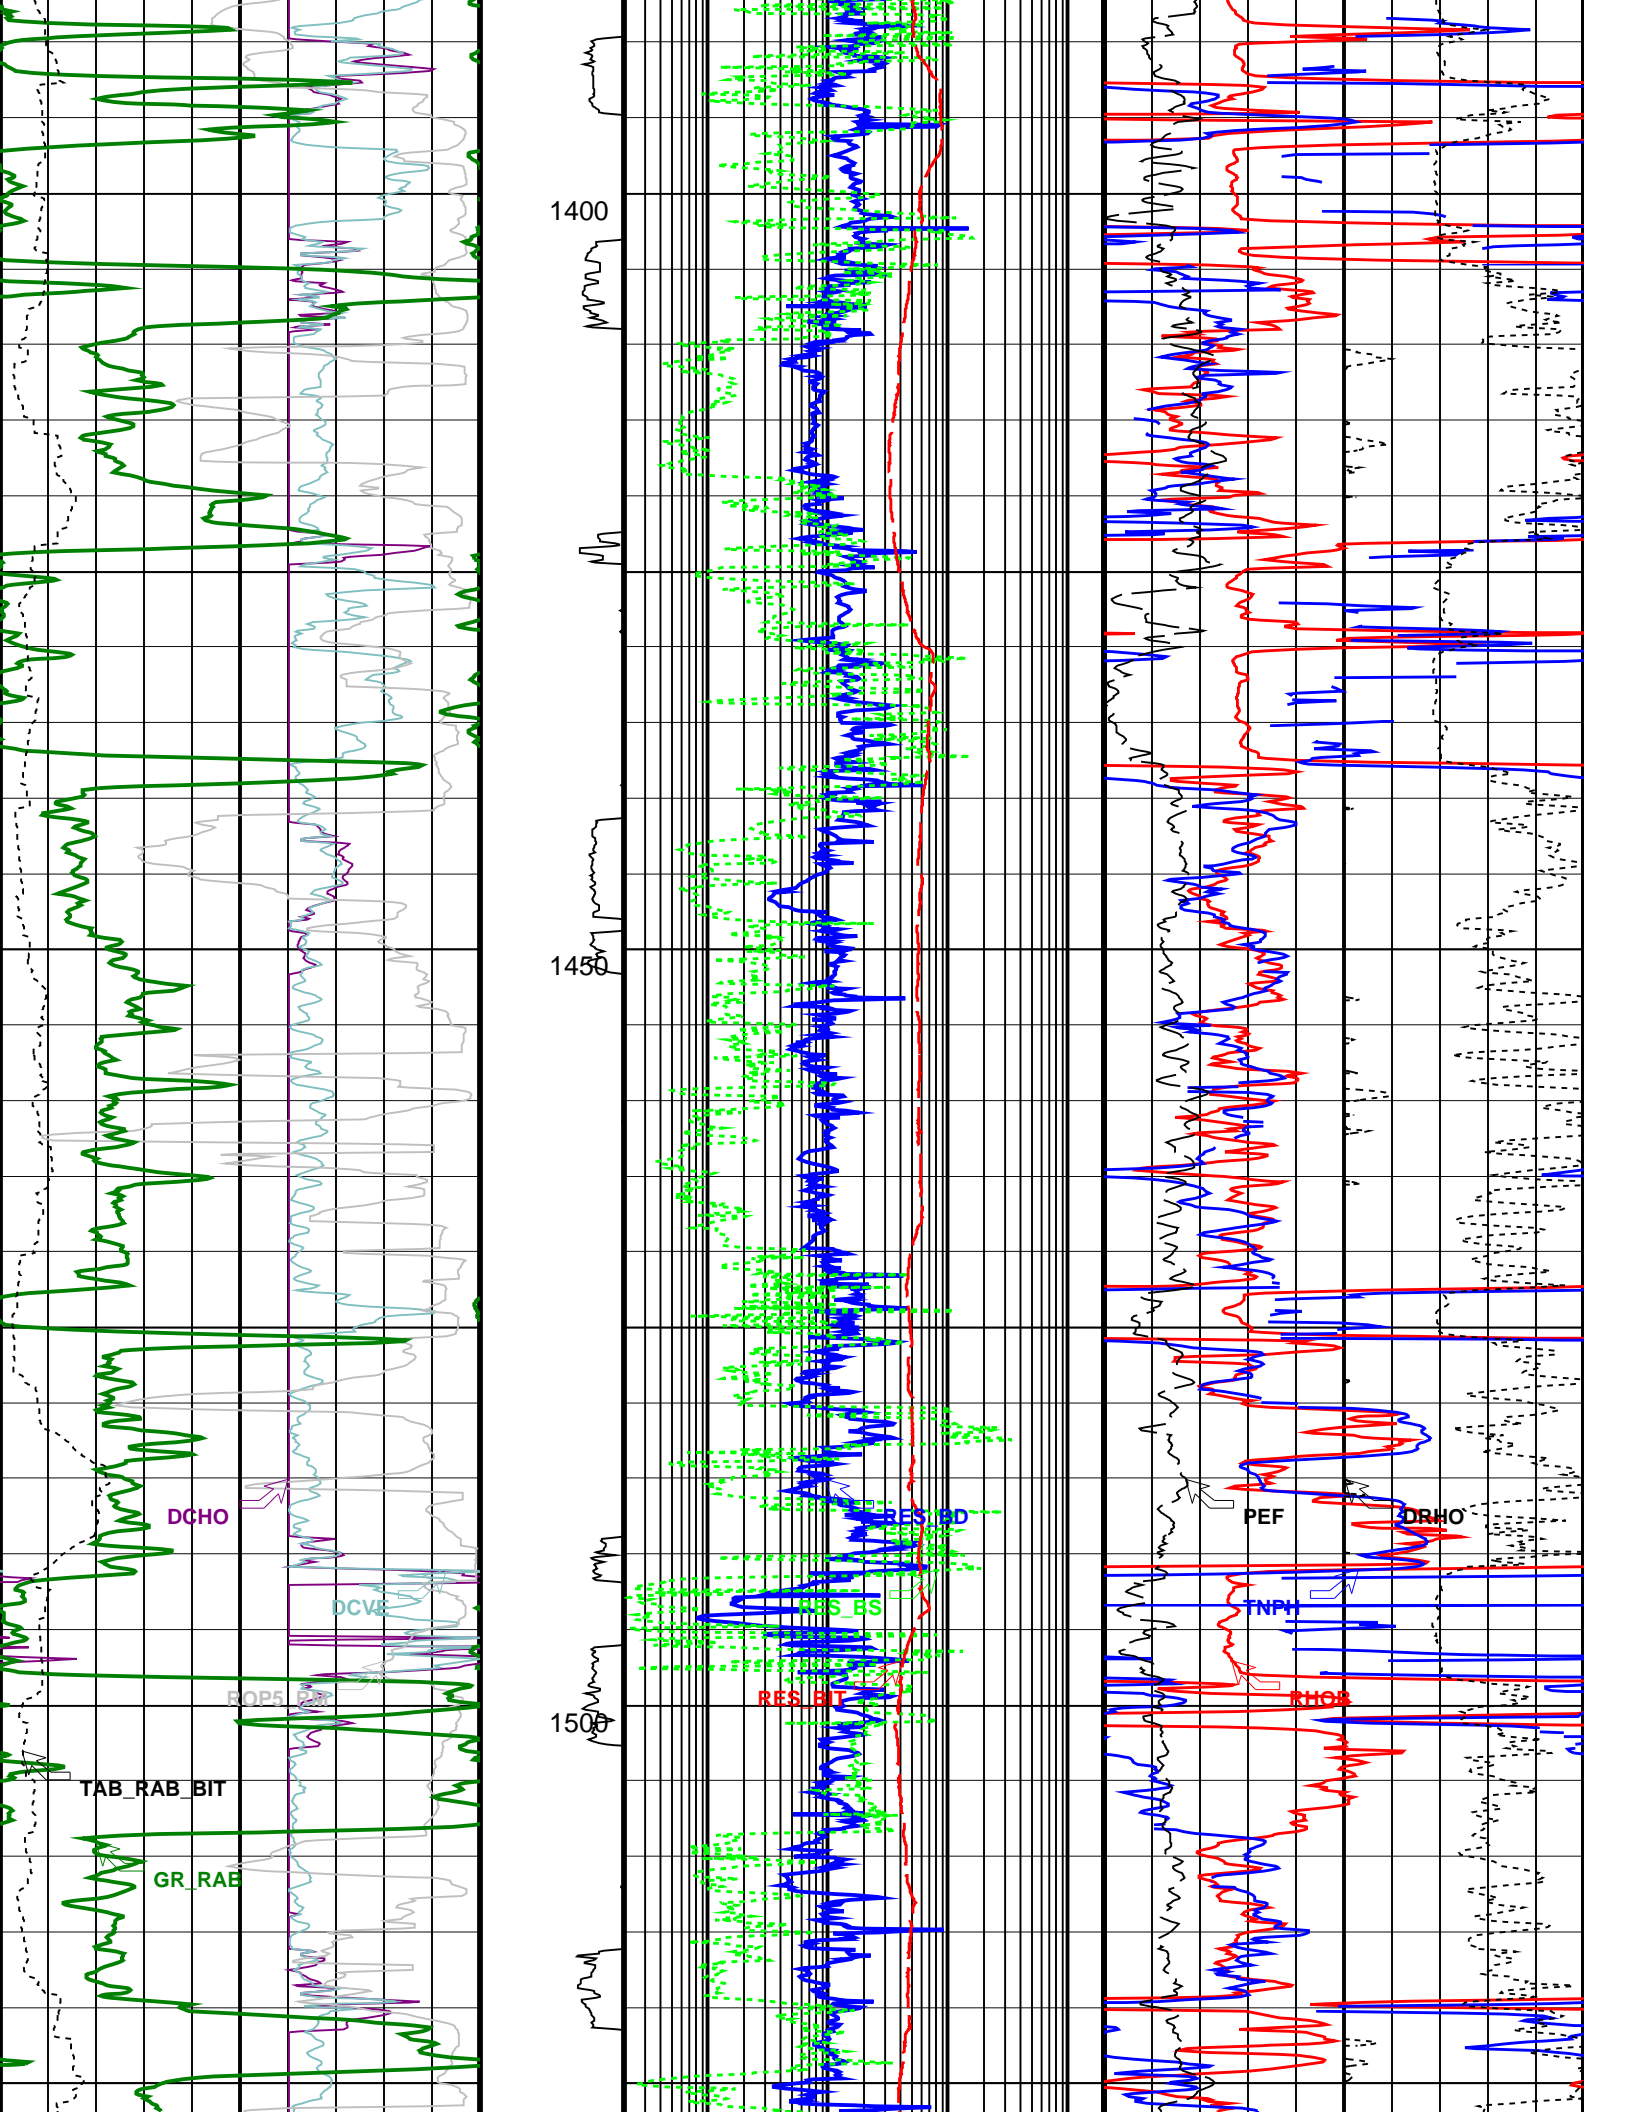 1400
1450
DCHO
RES_BD
PEF
DRHO
DCVE
RES_BS
TNPH
ROP5_RM
RES_BIT
RHOB
1500
TAB_RAB_BIT
GR_RAB